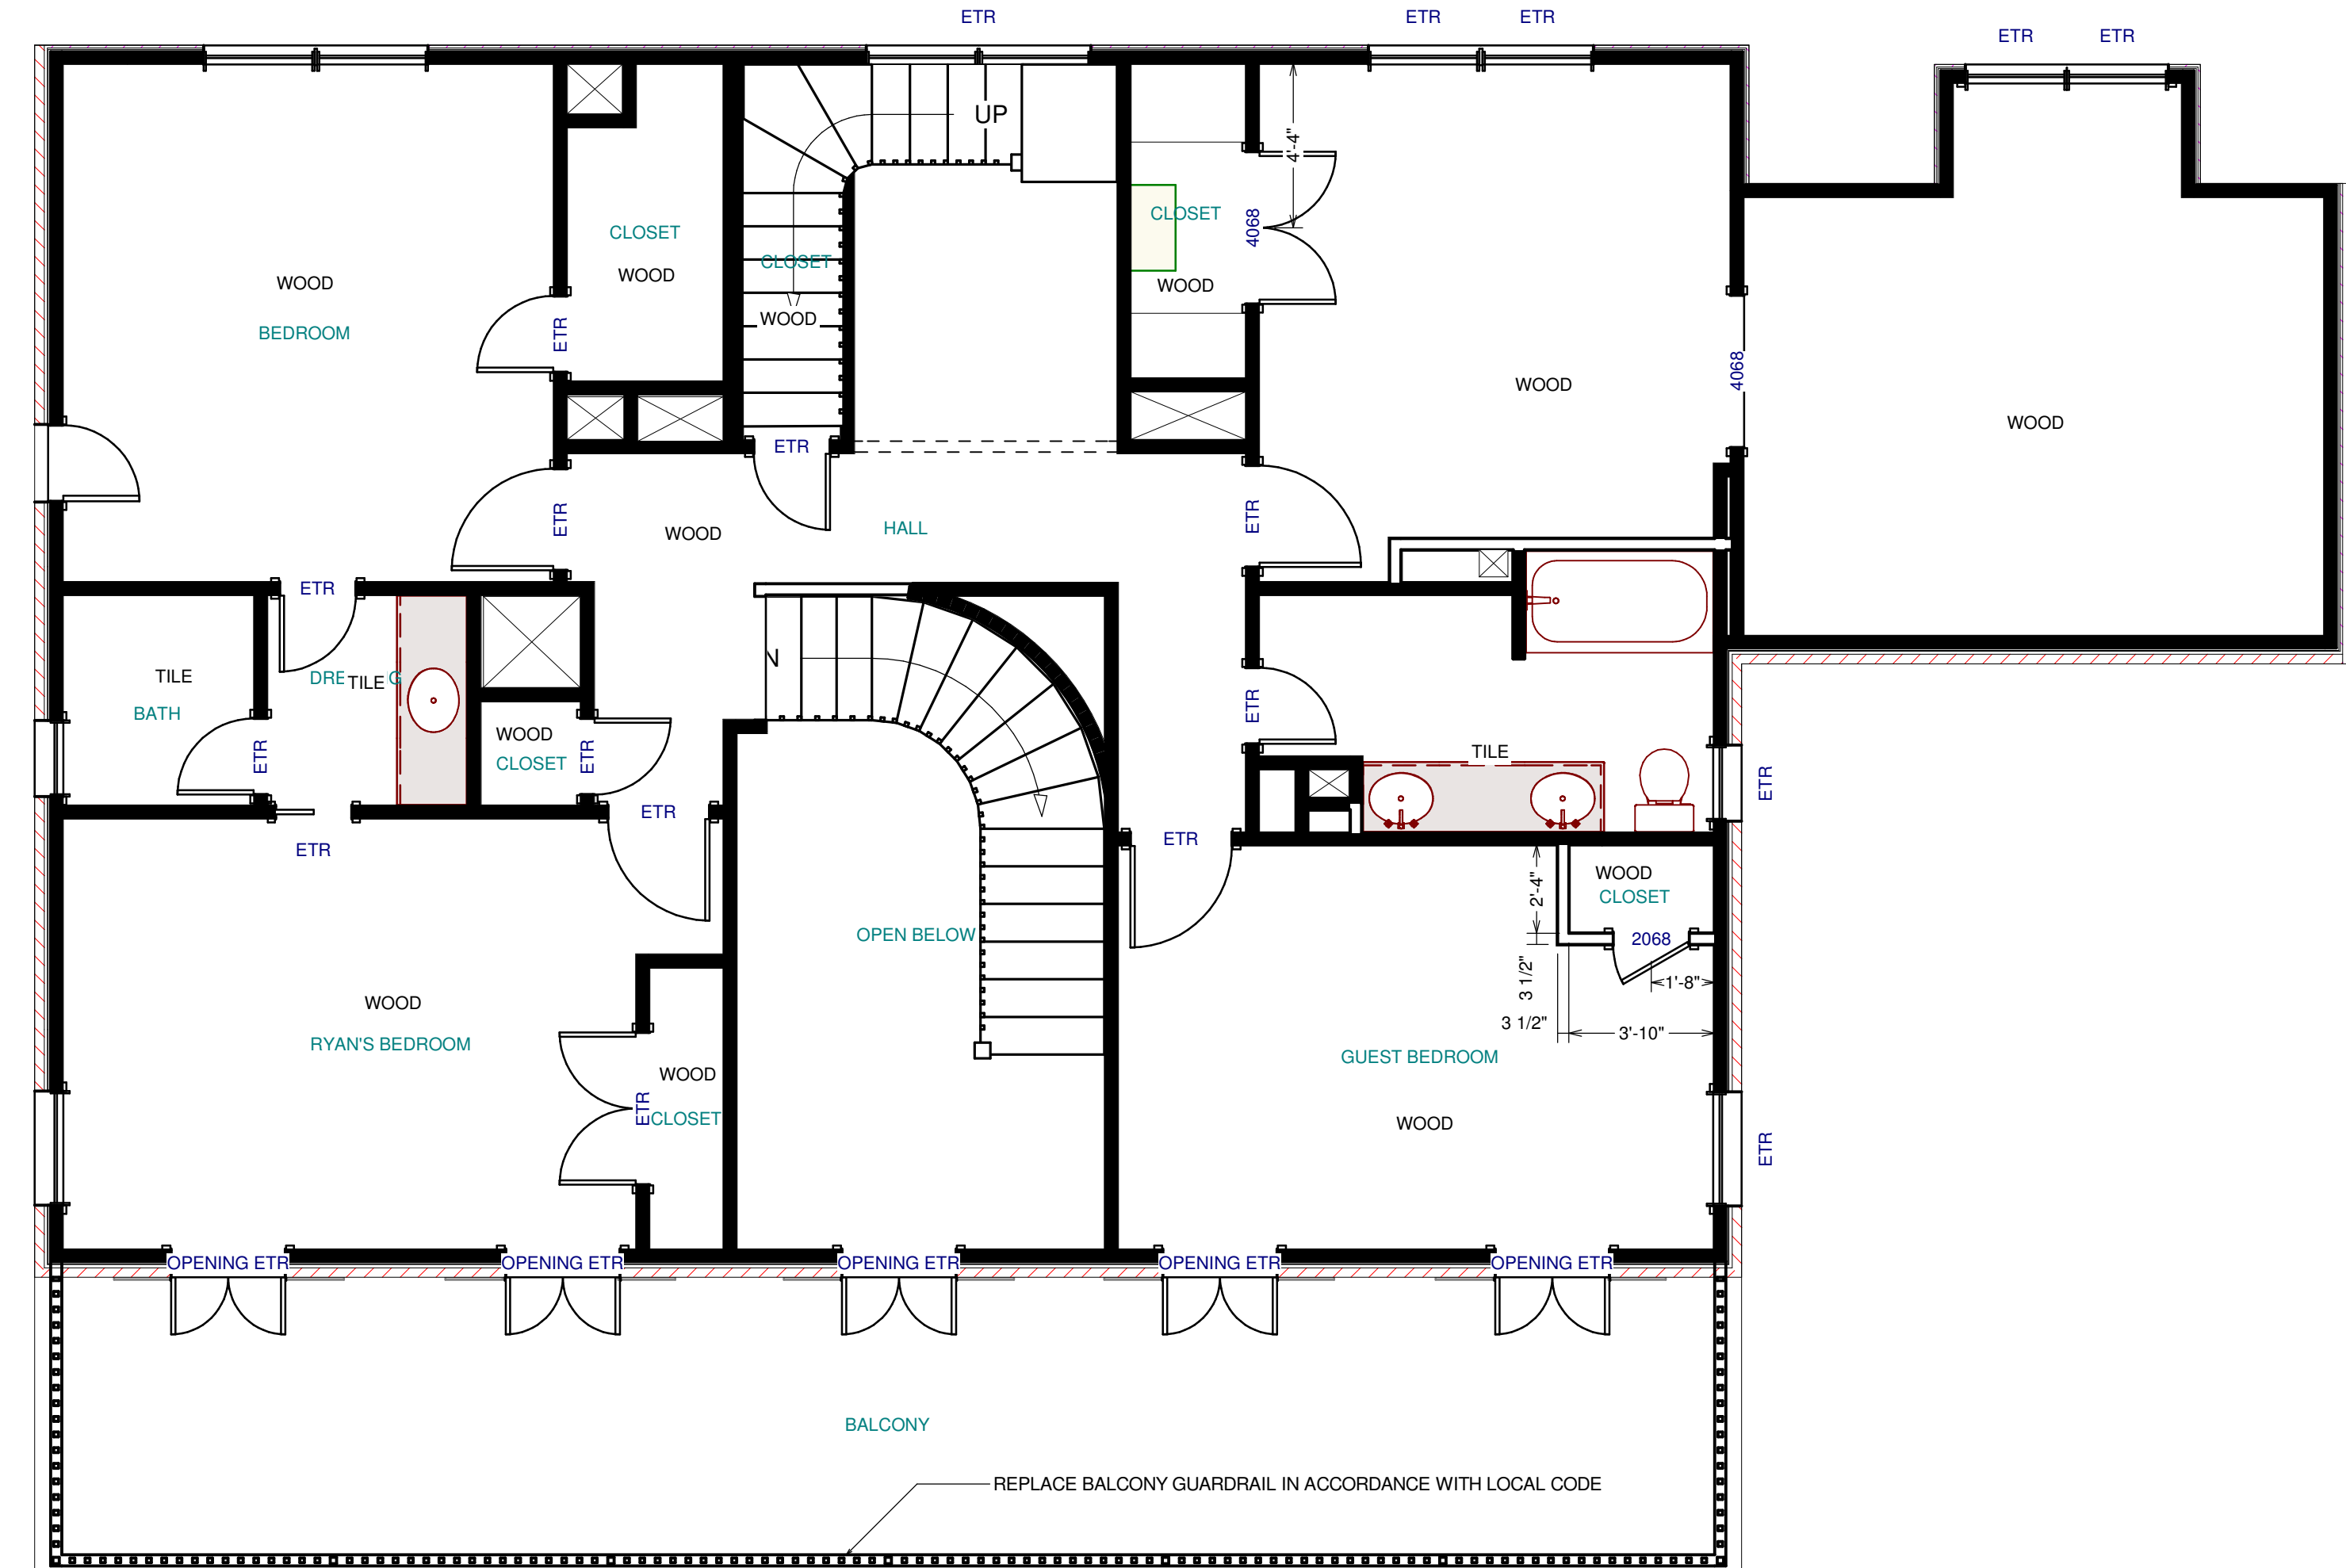 ETR
ETR
ETR
ETR
ETR
UP
4'-4"
CLOSET
WOOD
CLOSET
WOOD
CLOSET
4068
WOOD
WOOD
BEDROOM
ETR
WOOD
4068
WOOD
ETR
ETR
WOOD
HALL
ETR
ETR
TILE
BATH
TILE
ETR
WOOD
CLOSET
ETR
ETR
TILE
ETR
ETR
ETR
ETR
ETR
2'-4"
WOOD
CLOSET
2068
OPEN BELOW
3 1/2"
1'-8"
3 1/2"
3'-10"
WOOD
RYAN'S BEDROOM
WOOD
ETR
CLOSET
GUEST BEDROOM
WOOD
ETR
OPENING ETR
OPENING ETR
OPENING ETR
OPENING ETR
OPENING ETR
BALCONY
REPLACE BALCONY GUARDRAIL IN ACCORDANCE WITH LOCAL CODE